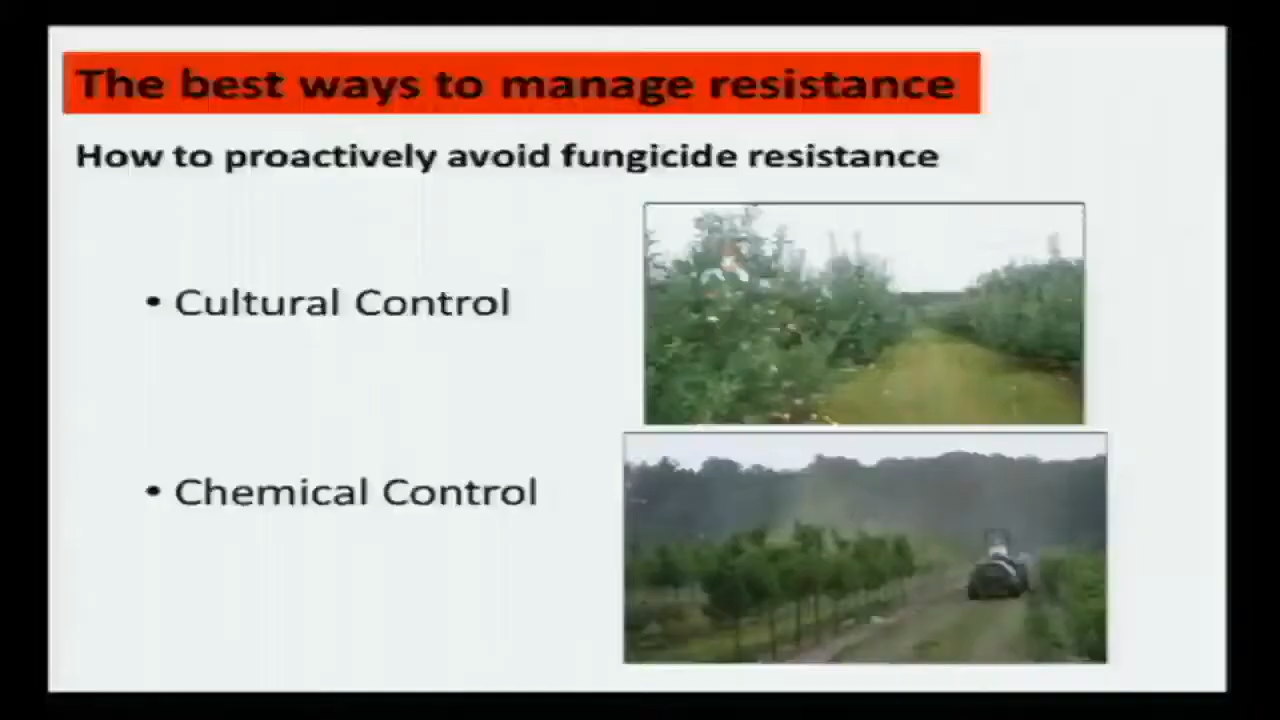 The best ways to manage resistance
How to proactively avoid fungicide resistance
• Cultural Control
• Chemical Control